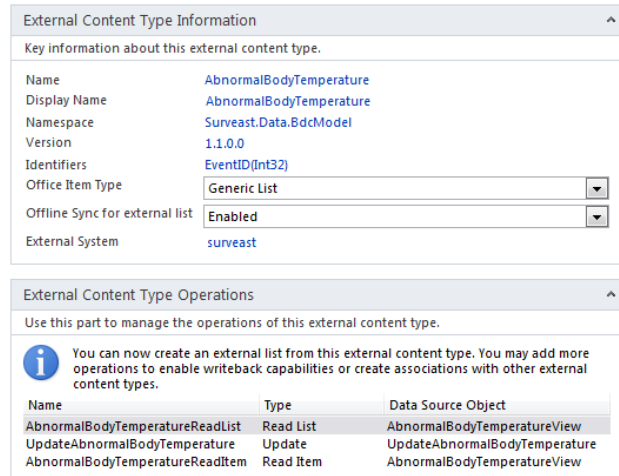 External Content Type Information
Key information about this external content type.
Name AbnormalBodyTemperature
Display Name AbnormalBodyTemperature
Namespace Surveast.Data.BdcModel
Version 1.1.0.0
Identifiers EventID(Int32)
Office Item Type Generic List
Offline Sync for external list Enabled
External System surveast
External Content Type Operations
Use this part to manage the operations of this external content type.
You can now create an external list from this external content type. You may add more
operations to enable writeback capabilities or create associations with other external
content types.
Name Type Data Source Object
AbnormalBodyTemperatureReadList Read List AbnormalBodyTemperatureView
UpdateAbnormalBodyTemperature Update UpdateAbnormalBodyTemperature
AbnormalBodyTemperatureReadItem Read Item AbnormalBodyTemperatureView